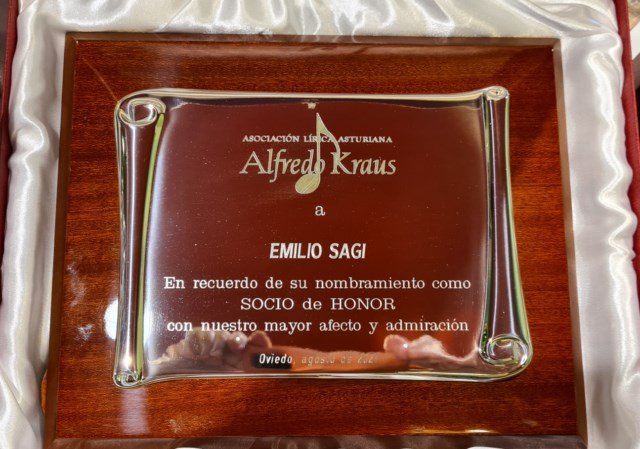 ASOCIACIÓN LÍRICA ASTURIANA
Alfredo Kraus
a
EMILIO SAGI
En recuerdo de su nombramiento como
SOCIO de HONOR
con nuestro mayor afecto y admiración
Oviedo, agosto de